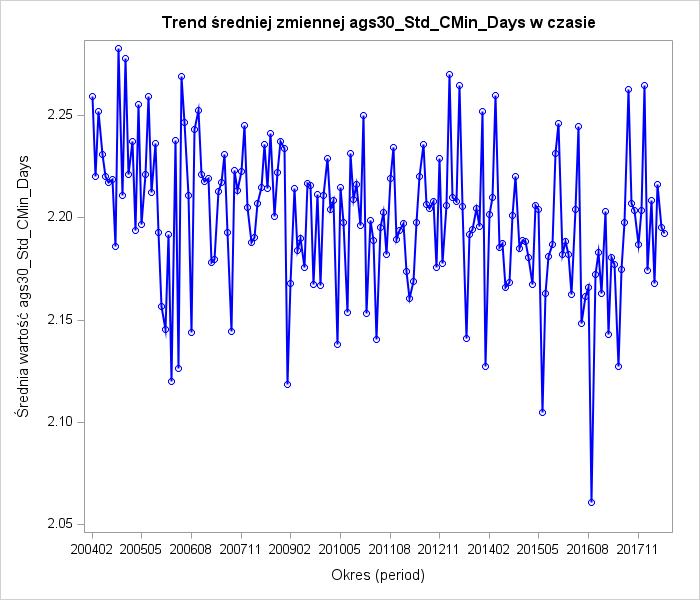 Trend średniej zmiennej ags30_Std_CMin_Days w czasie
Średnia wartość ags30_Std_CMin_Days
2.25
2.20
2.15
2.10
2.05
200402 200505 200608 200711 200902 201005 201108 201211 201402 201505 201608 201711
Okres (period)